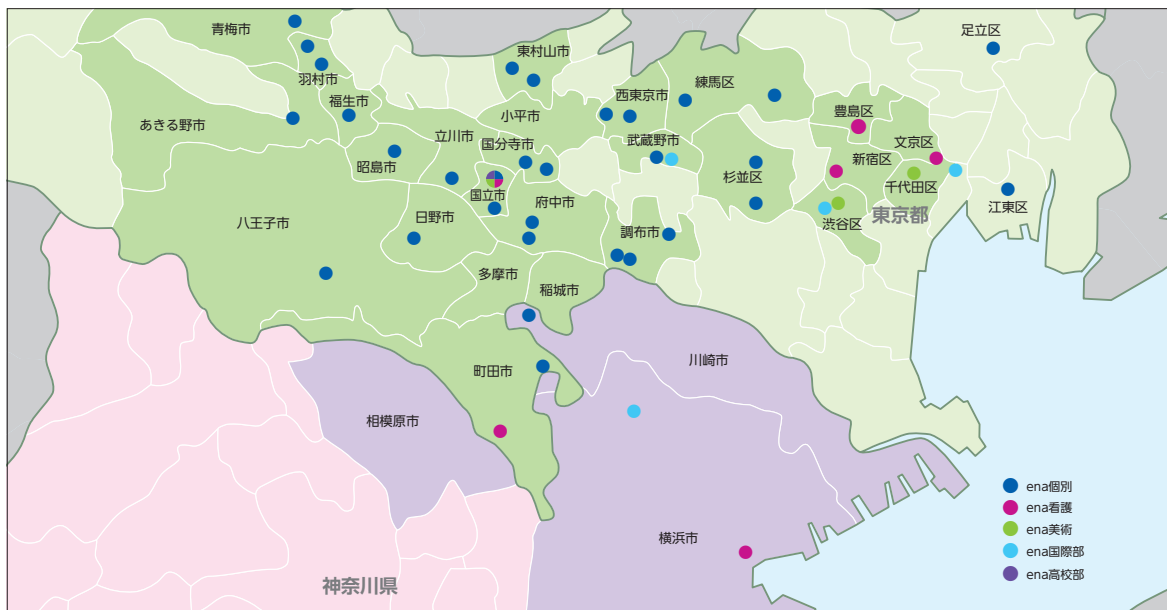 青梅市
足立区
東村山市
羽村市
西東京市
練馬区
福生市
豊島区
小平市
あきる野市
立川市
国分寺市
武蔵野市
文京区
昭島市
新宿区
杉並区
千代田区
国立市
府中市
江東区
八王子市
日野市
東京都
渋谷区
調布市
多摩市
稲城市
川崎市
町田市
相模原市
横浜市
神奈川県
ena個別
ena看護
ena美術
ena国際部
ena高校部